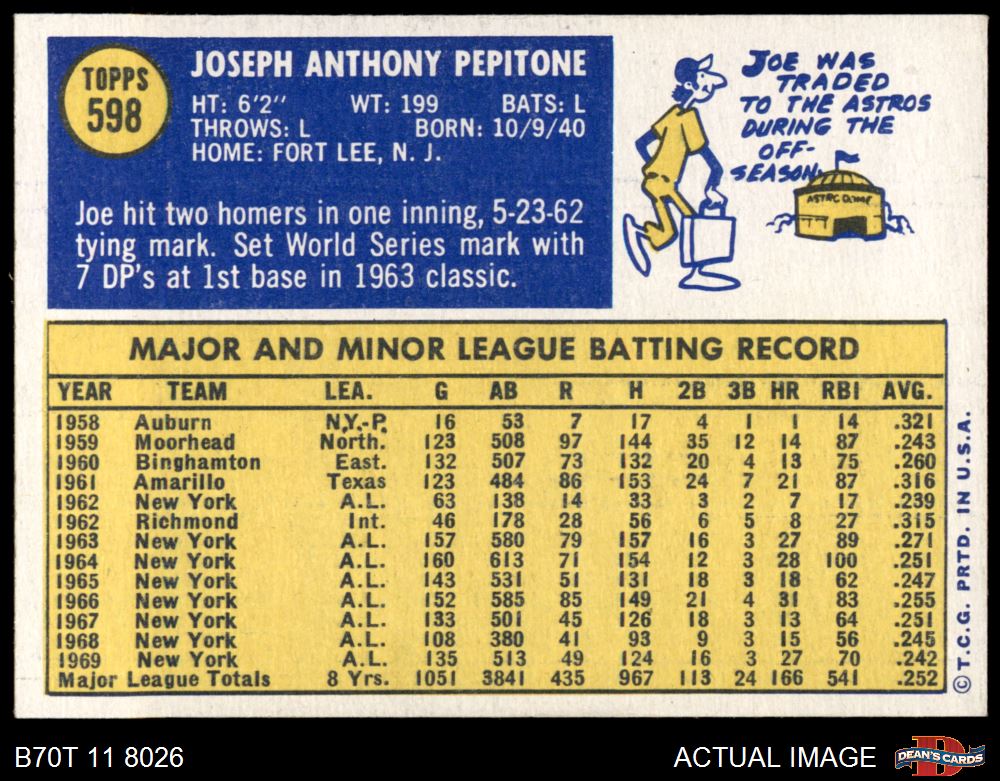 TOPPS
598
JOSEPH ANTHONY PEPITONE
HT: 6'2" WT: 199 BATS: L
THROWS: L BORN: 10/9/40
HOME: FORT LEE, N. J.
Joe hit two homers in one inning, 5-23-62
tying mark. Set World Series mark with
7 DP's at 1st base in 1963 classic.
JOE WAS
TRADED
TO THE ASTROS
DURING THE
OFF-
SEASON.
ASTRO DOME
MAJOR AND MINOR LEAGUE BATTING RECORD
YEAR TEAM LEA. G AB R H 2B 3B HR RBI AVG.
1958 Auburn N.Y.-P. 16 53 7 17 4 1 1 14 .321
1959 Moorhead North. 123 508 97 144 35 12 14 87 .243
1960 Binghamton East. 132 507 73 132 20 4 13 75 .260
1961 Amarillo Texas 123 484 86 153 24 7 21 87 .316
1962 New York A.L. 63 138 14 33 3 2 7 17 .239
1962 Richmond Int. 46 178 28 56 6 5 8 27 .315
1963 New York A.L. 157 580 79 157 16 3 27 89 .271
1964 New York A.L. 160 613 71 154 12 3 28 100 .251
1965 New York A.L. 143 531 51 131 18 3 18 62 .247
1966 New York A.L. 152 585 85 149 21 4 31 83 .255
1967 New York A.L. 133 501 45 126 18 3 13 64 .251
1968 New York A.L. 108 380 41 93 9 3 15 56 .245
1969 New York A.L. 135 513 49 124 16 3 27 70 .242
Major League Totals 8 Yrs. 1051 3841 435 967 113 24 166 541 .252
© T.C.G. PRTD. IN U.S.A.
B70T 11 8026
ACTUAL IMAGE
D
DEAN'S CARDS